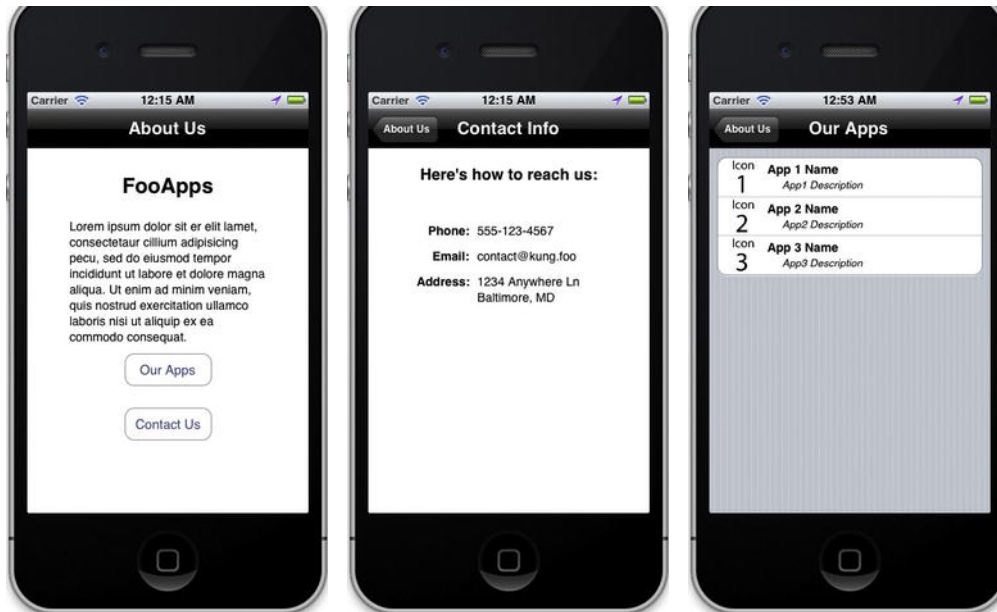 Carrier 12:15 AM
About Us
FooApps
Lorem ipsum dolor sit er elit lamet,
consectetaur cillium adipisicing
pecu, sed do eiusmod tempor
incididunt ut labore et dolore magna
aliqua. Ut enim ad minim veniam,
quis nostrud exercitation ullamco
laboris nisi ut aliquip ex ea
commodo consequat.
Our Apps
Contact Us
Carrier 12:15 AM
About Us Contact Info
Here's how to reach us:
Phone: 555-123-4567
Email: contact@kung.foo
Address: 1234 Anywhere Ln
Baltimore, MD
Carrier 12:53 AM
About Us Our Apps
Icon
1
App 1 Name
App1 Description
Icon
2
App 2 Name
App2 Description
Icon
3
App 3 Name
App3 Description